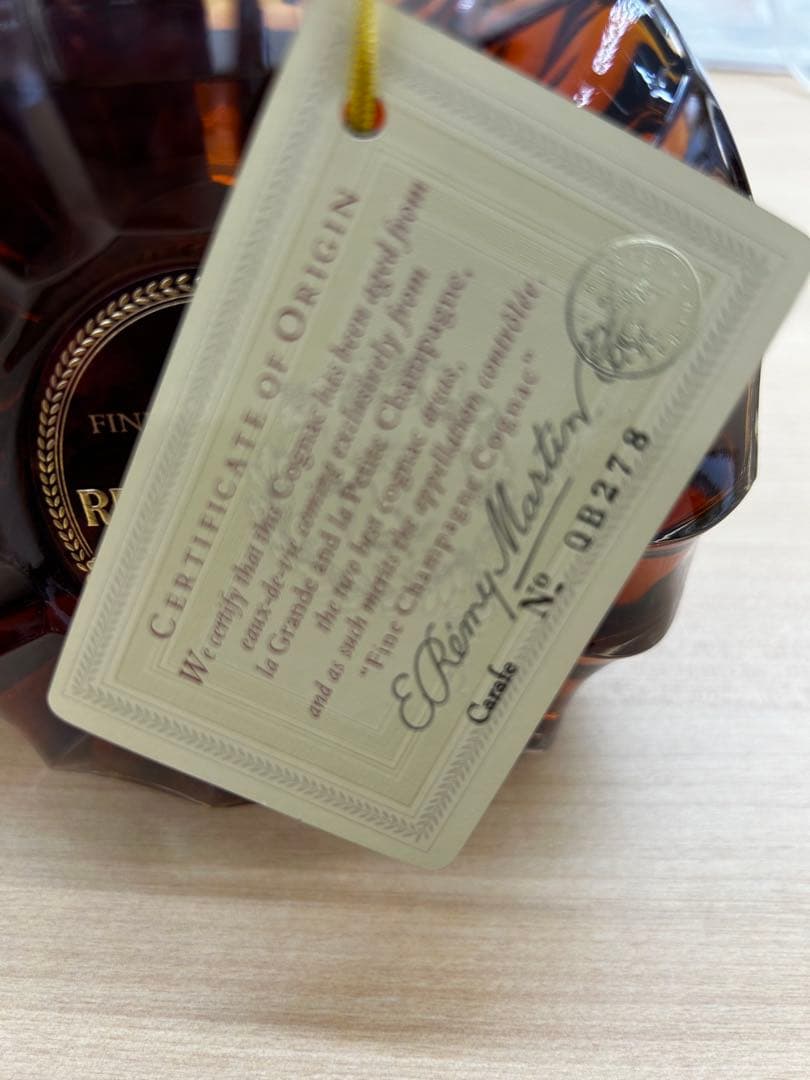 CERTIFICATE OF ORIGIN
We certify that this Cognac has been aged from
eaux-de-vie coming exclusively from
la Grande and la Petite Champagne,
the two best cognac areas,
and as such merits the appellation contrôlée.
"Fine Champagne Cognac"
E Rémy Martin
Carafe Nº QB278
FIN
RE